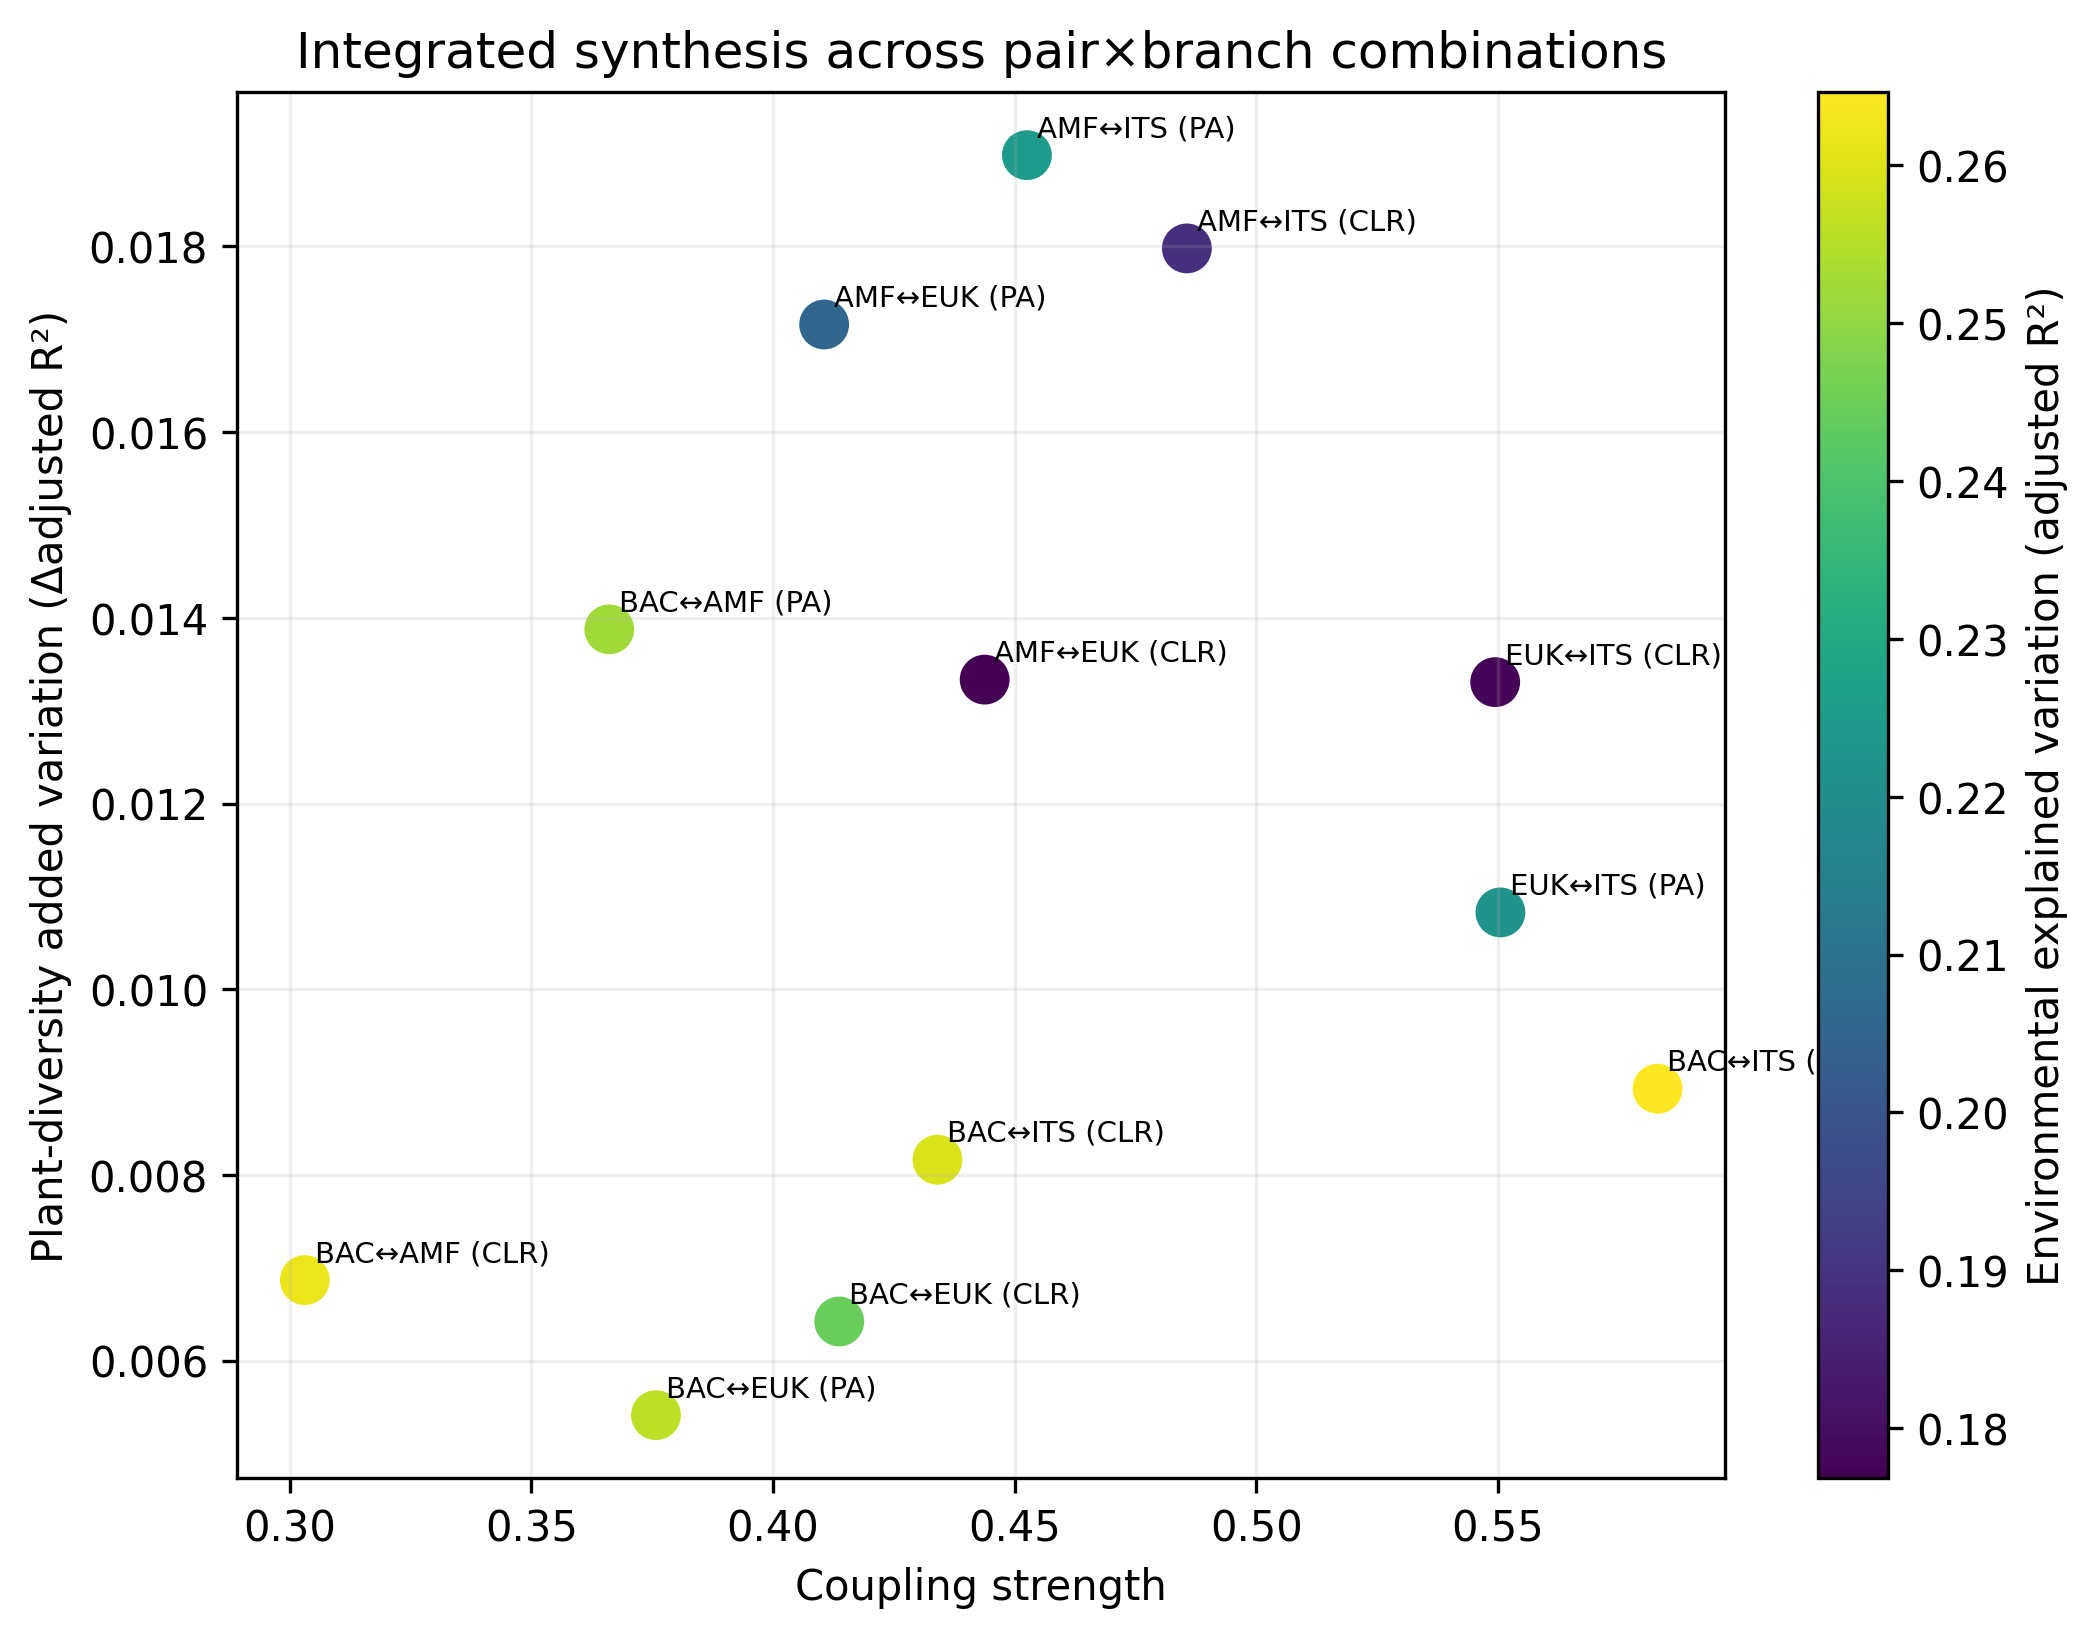 Integrated synthesis across pair×branch combinations
Plant-diversity added variation (Δadjusted R²)
0.018
0.016
0.014
0.012
0.010
0.008
0.006
AMF↔ITS (PA)
AMF↔ITS (CLR)
AMF↔EUK (PA)
BAC↔AMF (PA)
AMF↔EUK (CLR)
EUK↔ITS (CLR)
EUK↔ITS (PA)
BAC↔ITS (
BAC↔ITS (CLR)
BAC↔AMF (CLR)
BAC↔EUK (CLR)
BAC↔EUK (PA)
0.30 0.35 0.40 0.45 0.50 0.55
Coupling strength
0.26
0.25
0.24
0.23
0.22
0.21
0.20
0.19
0.18
Environmental explained variation (adjusted R²)